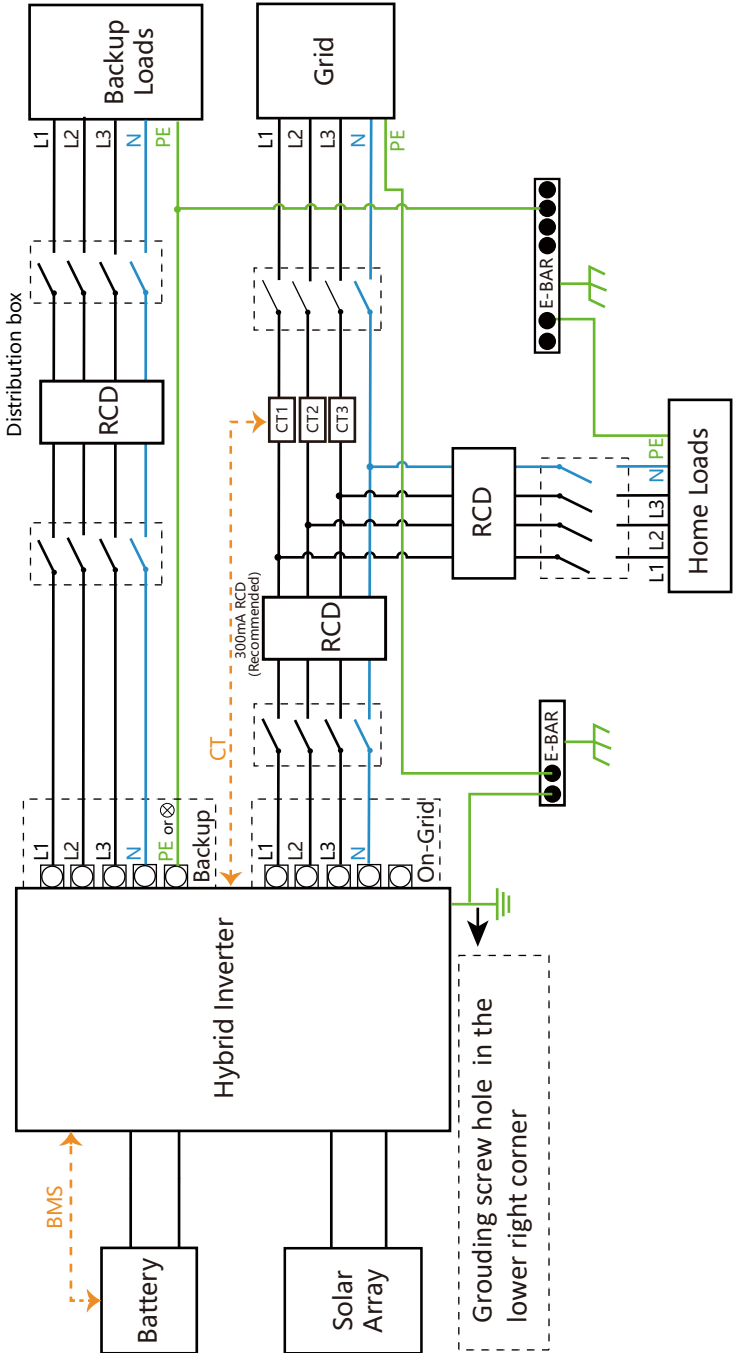 Distribution box
Battery
BMS
Hybrid Inverter
Solar
Array
Backup
L1
L2
L3
N
PE or
RCD
L1
L2
L3
N
PE
Backup
Loads
CT
On-Grid
L1
L2
L3
N
300mA RCD
(Recommended)
RCD
CT1
CT2
CT3
L1
L2
L3
N
PE
Grid
Grouding screw hole in the
lower right corner
E-BAR
RCD
E-BAR
L1
L2
L3
N
PE
Home Loads